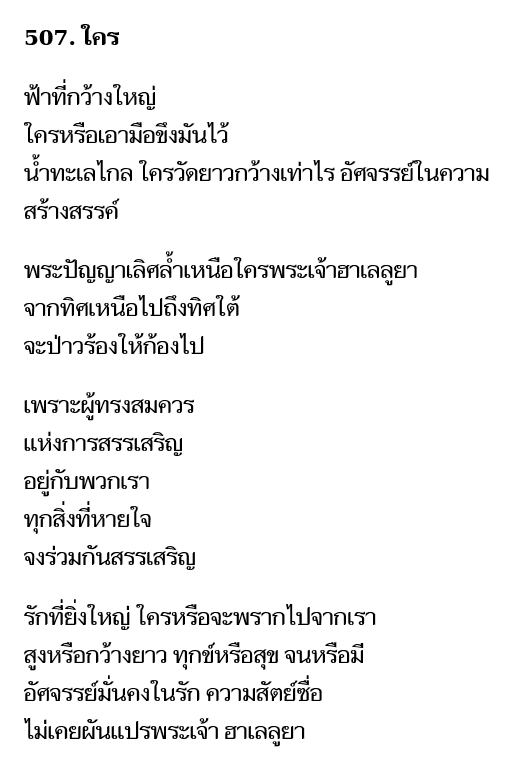 507. ใคร
ฟ้าที่กว้างใหญ่
ใครหรือเอามือขึงมันไว้
น้ำทะเลไกล ใครวัดยาวกว้างเท่าไร อัศจรรย์ในความ
สร้างสรรค์
พระปัญญาเลิศล้ำเหนือใครพระเจ้าฮาเลลูยา
จากทิศเหนือไปถึงทิศใต้
จะป่าวร้องให้ก้องไป
เพราะผู้ทรงสมควร
แห่งการสรรเสริญ
อยู่กับพวกเรา
ทุกสิ่งที่หายใจ
จงร่วมกันสรรเสริญ
รักที่ยิ่งใหญ่ ใครหรือจะพรากไปจากเรา
สูงหรือกว้างยาว ทุกข์หรือสุข จนหรือมี
อัศจรรย์มั่นคงในรัก ความสัตย์ซื่อ
ไม่เคยผันแปรพระเจ้า ฮาเลลูยา